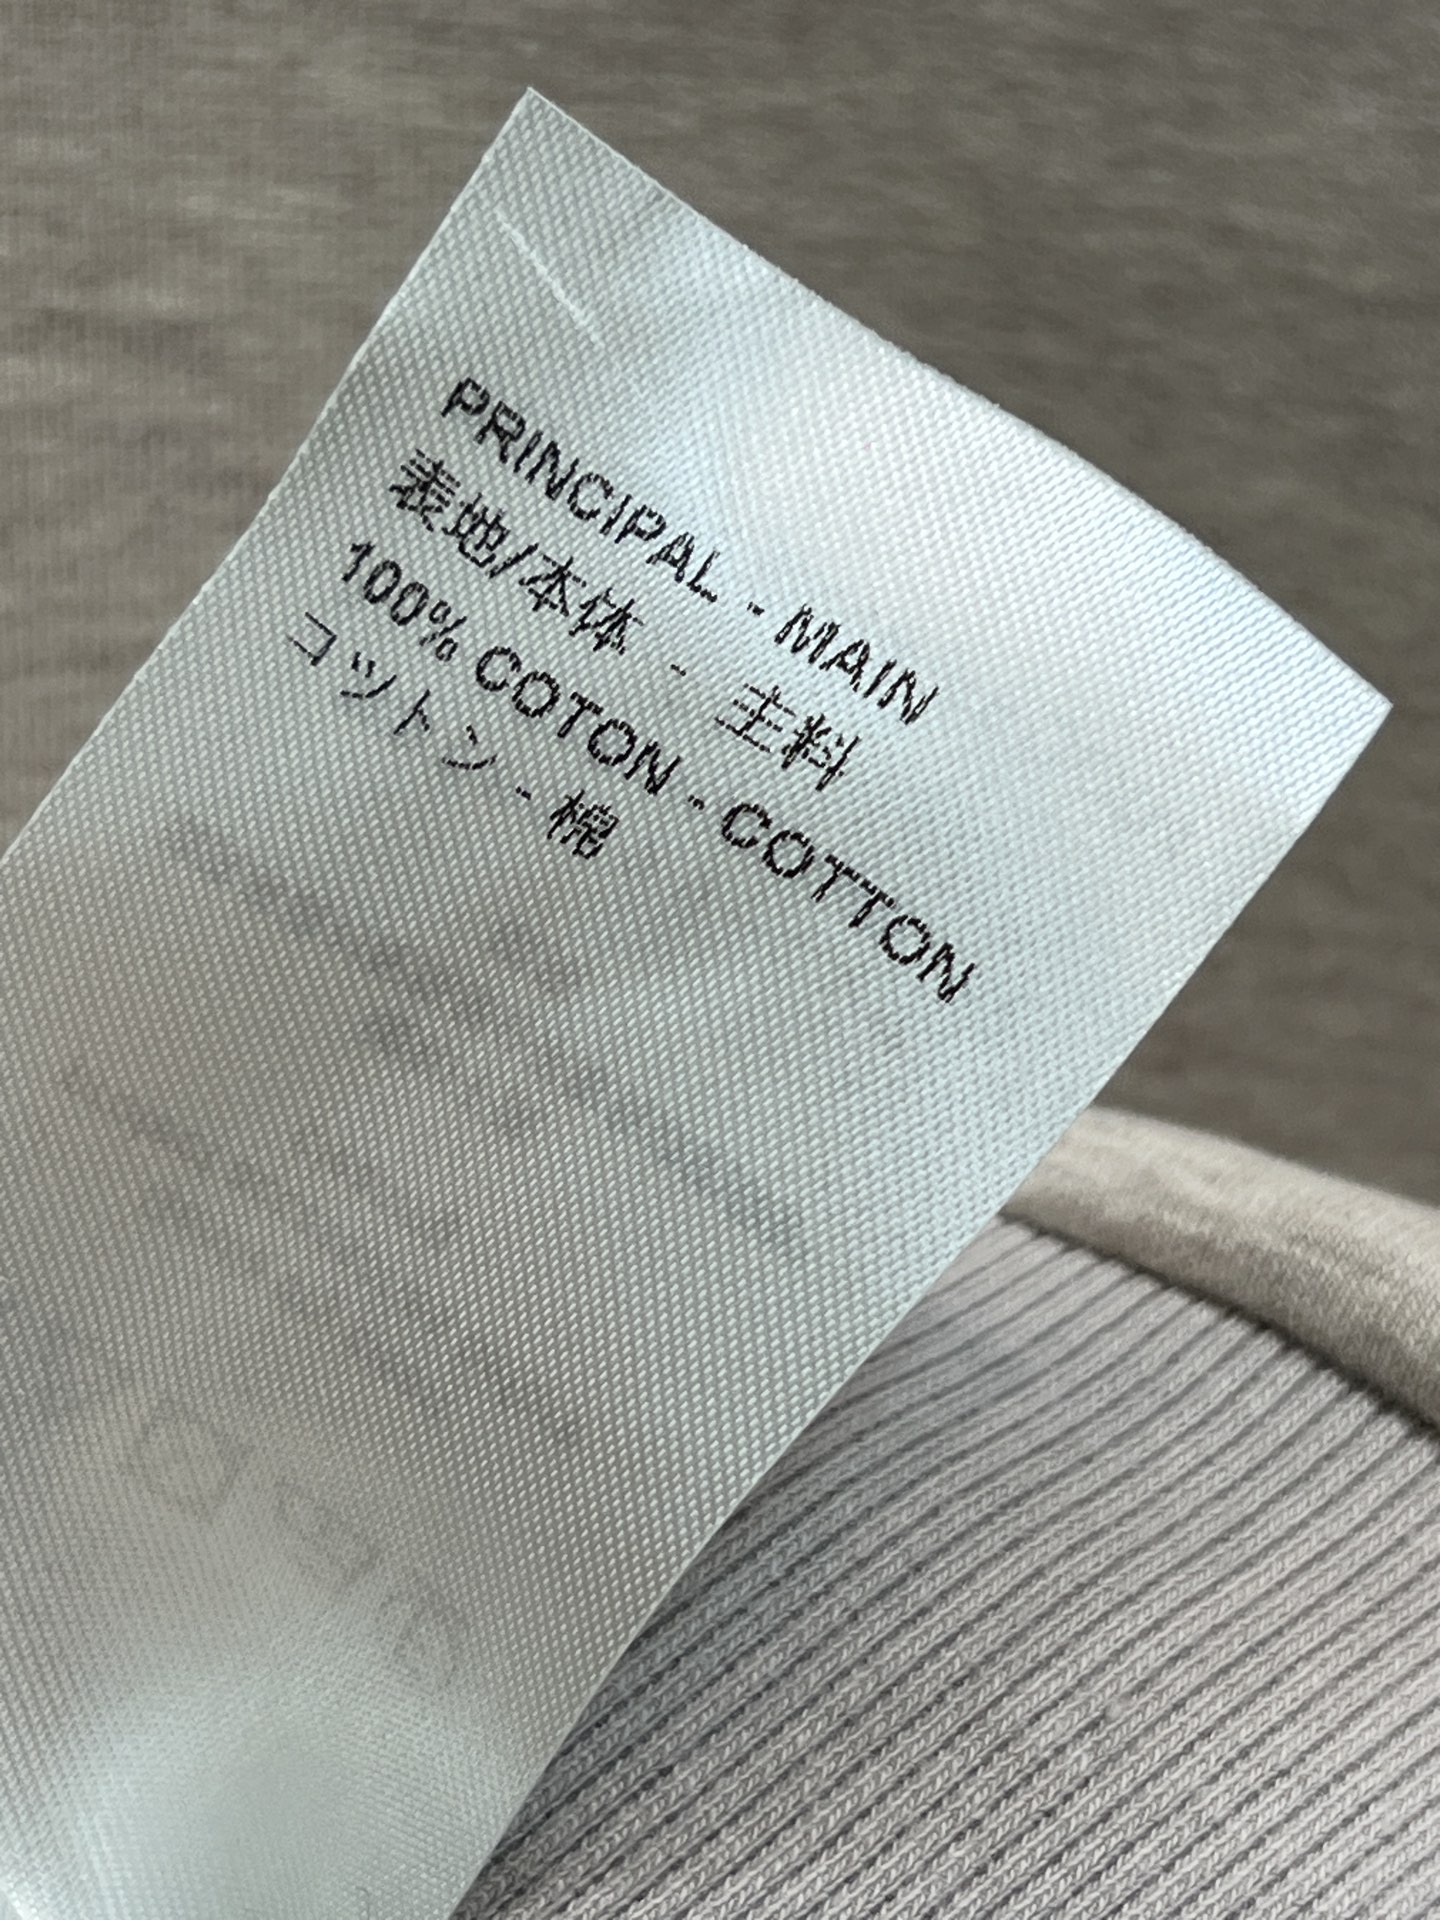 PRINCIPAL - MAIN
表地/本体 - 主料
100% COTON - COTTON
コットン - 棉